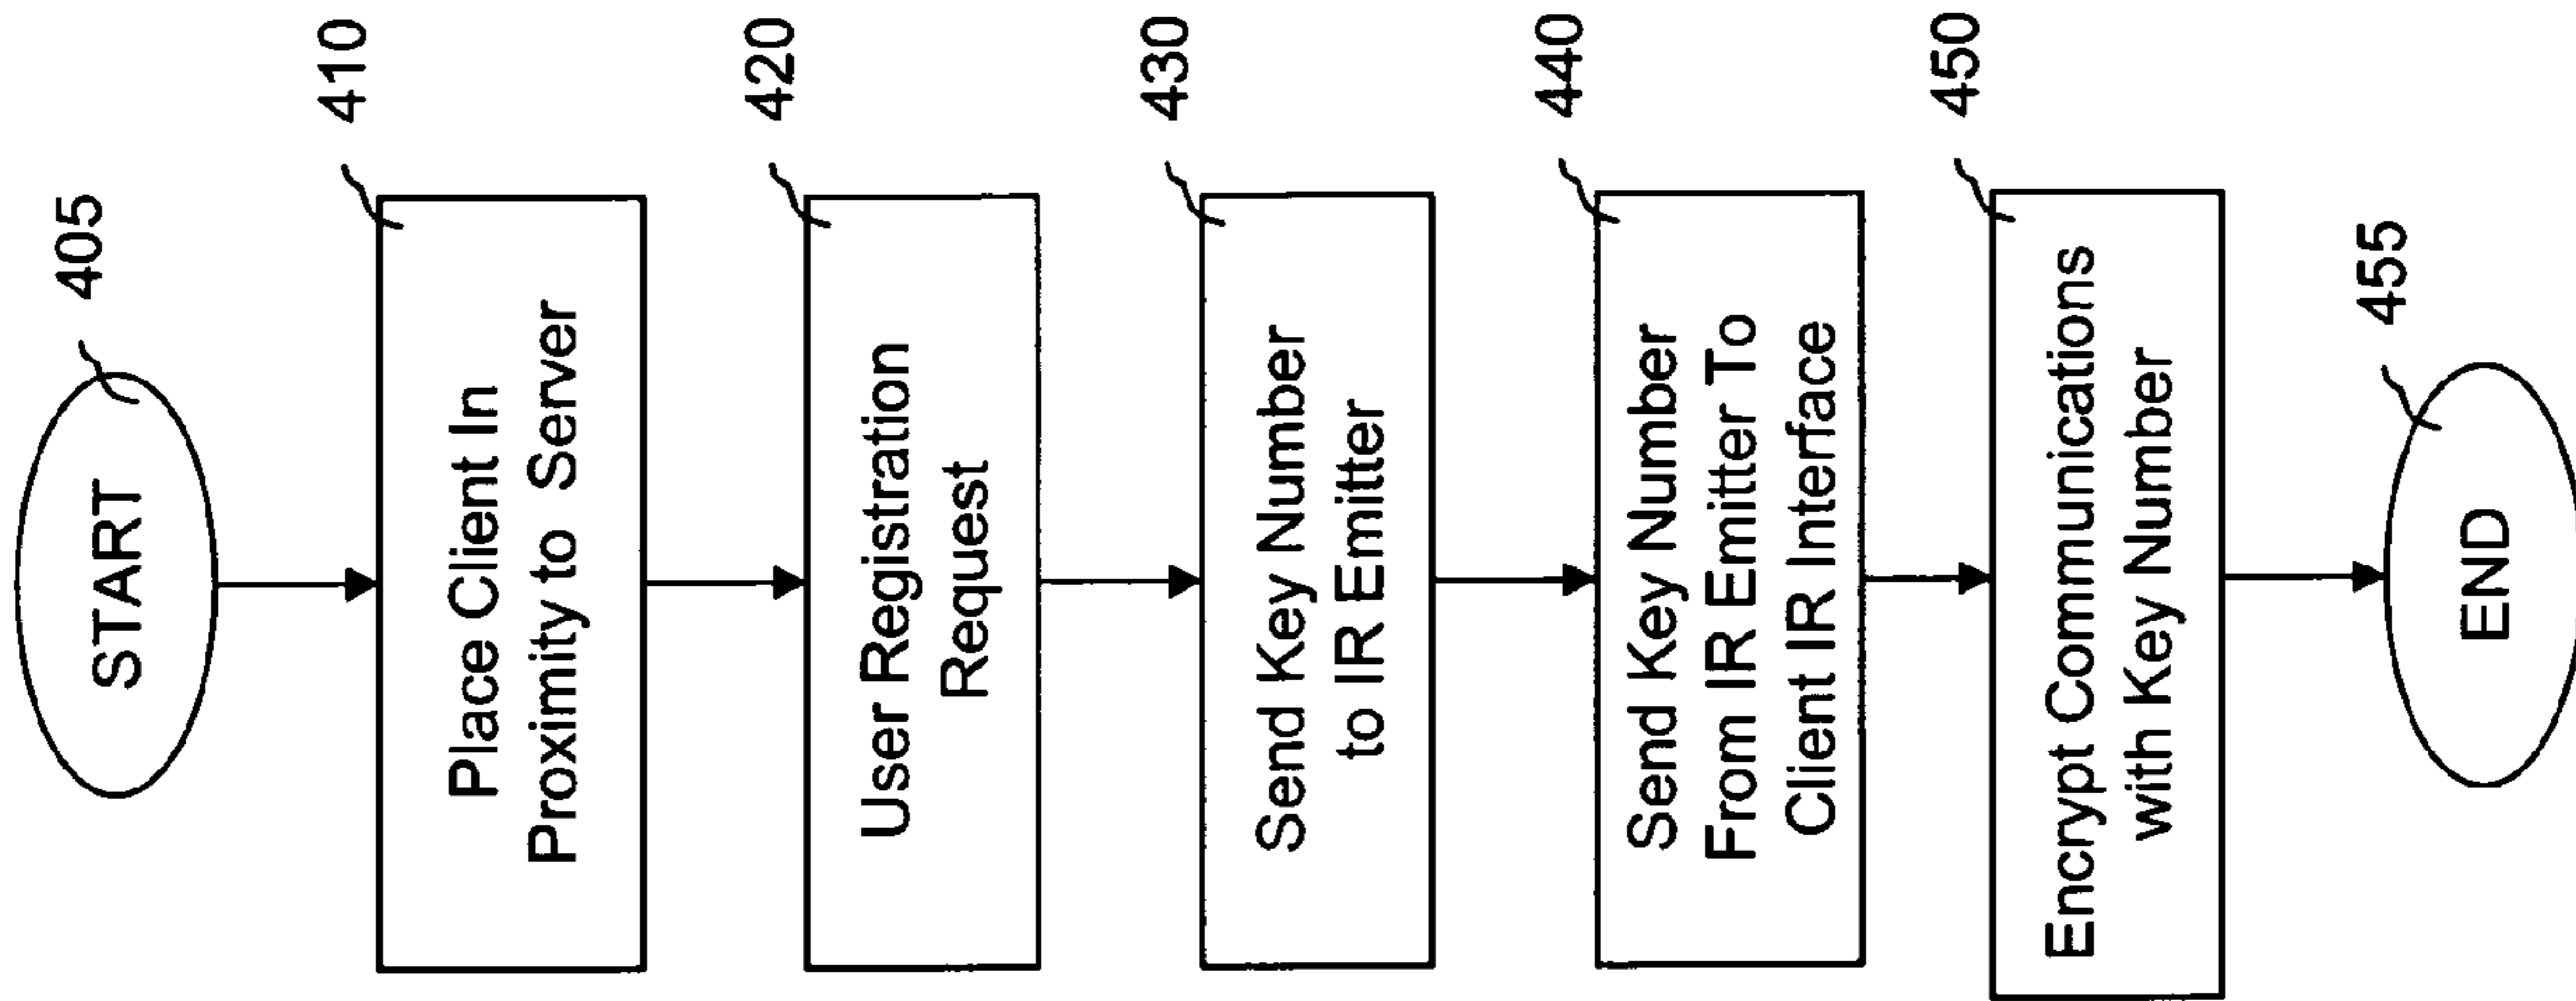 START
405
Place Client In
Proximity to Server
410
User Registration
Request
420
Send Key Number
to IR Emitter
430
Send Key Number
From IR Emitter To
Client IR Interface
440
Encrypt Communications
with Key Number
450
END
455